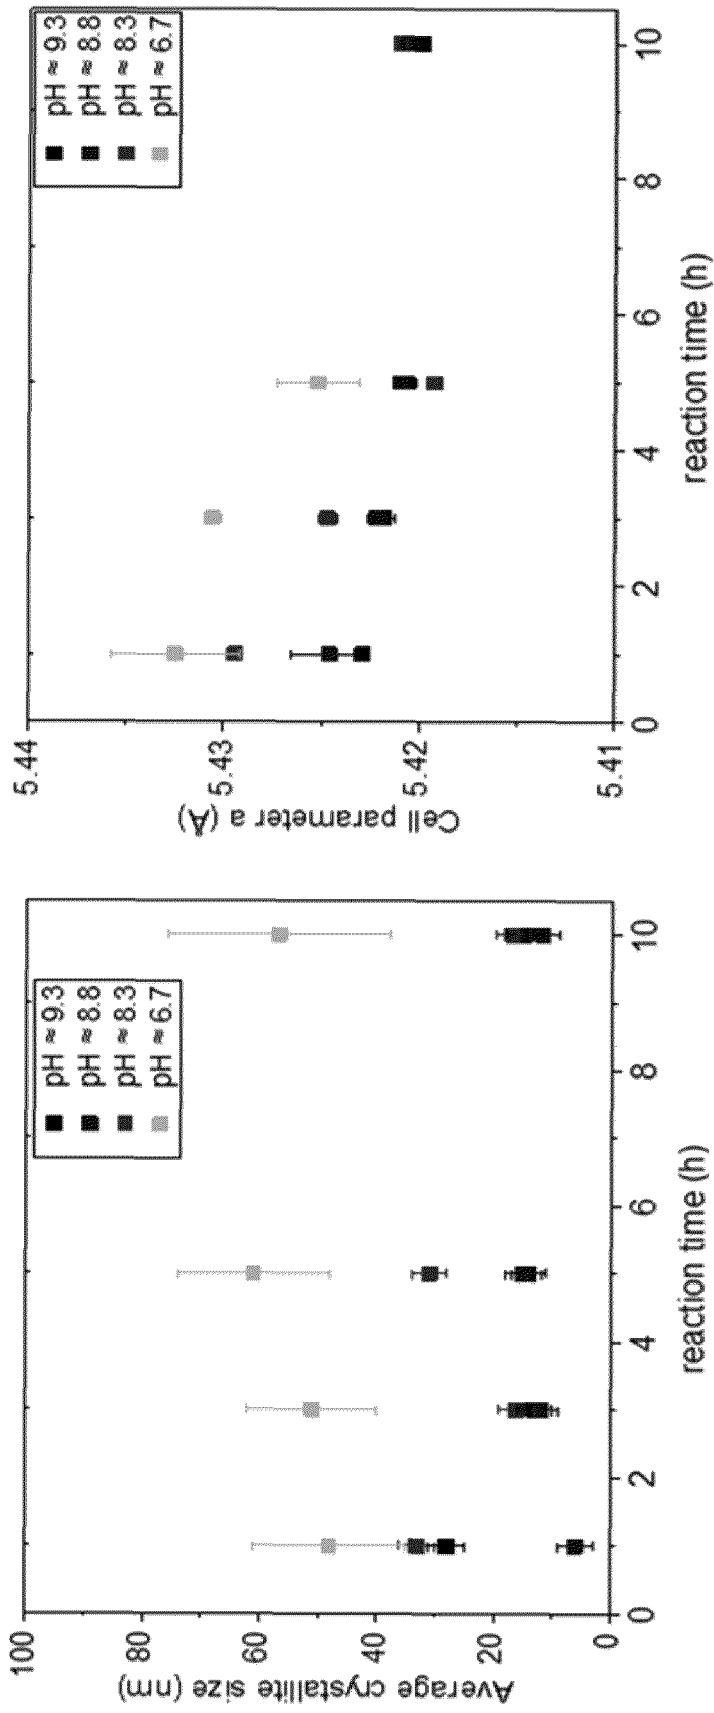 Average crystallite size (nm)
100
80
60
40
20
0
0
2
4
6
8
10
reaction time (h)
pH ≈ 9.3
pH ≈ 8.8
pH ≈ 8.3
pH ≈ 6.7
Cell parameter a (Å)
5.44
5.43
5.42
5.41
0
2
4
6
8
10
reaction time (h)
pH ≈ 9.3
pH ≈ 8.8
pH ≈ 8.3
pH ≈ 6.7